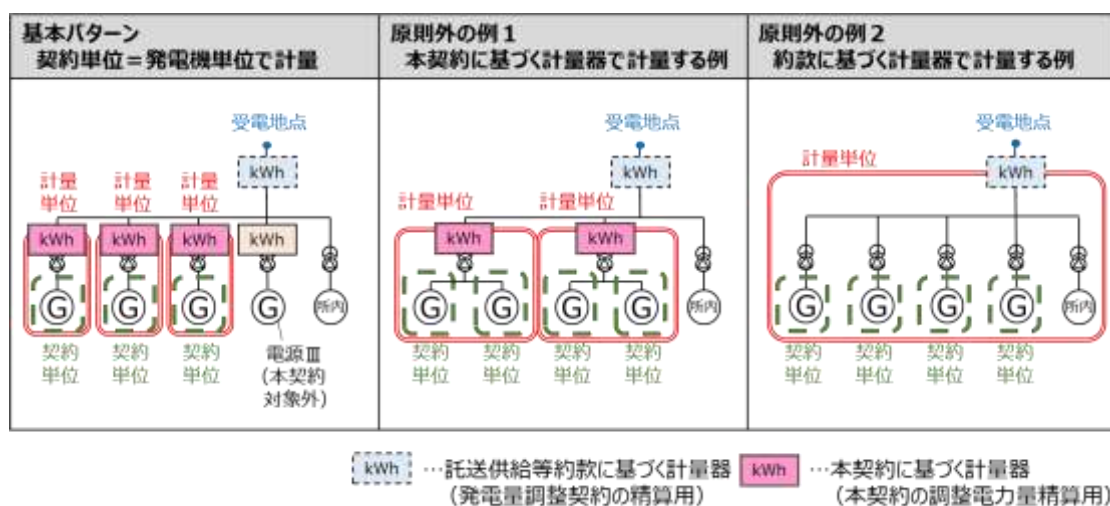 基本パターン
契約単位=発電機単位で計量
原則外の例1
本契約に基づく計量器で計量する例
原則外の例2
約款に基づく計量器で計量する例
受電地点
kWh
計量
単位
計量
単位
計量
単位
kWh
kWh
kWh
kWh
G
G
G
G
所内
契約
単位
契約
単位
契約
単位
電源Ⅲ
(本契約
対象外)
受電地点
kWh
計量単位
計量単位
kWh
kWh
G
G
G
G
所内
契約
単位
契約
単位
契約
単位
契約
単位
受電地点
計量単位
kWh
G
G
G
G
所内
契約
単位
契約
単位
契約
単位
契約
単位
kWh …託送供給等約款に基づく計量器
(発電量調整契約の精算用)
kWh …本契約に基づく計量器
(本契約の調整電力量精算用)